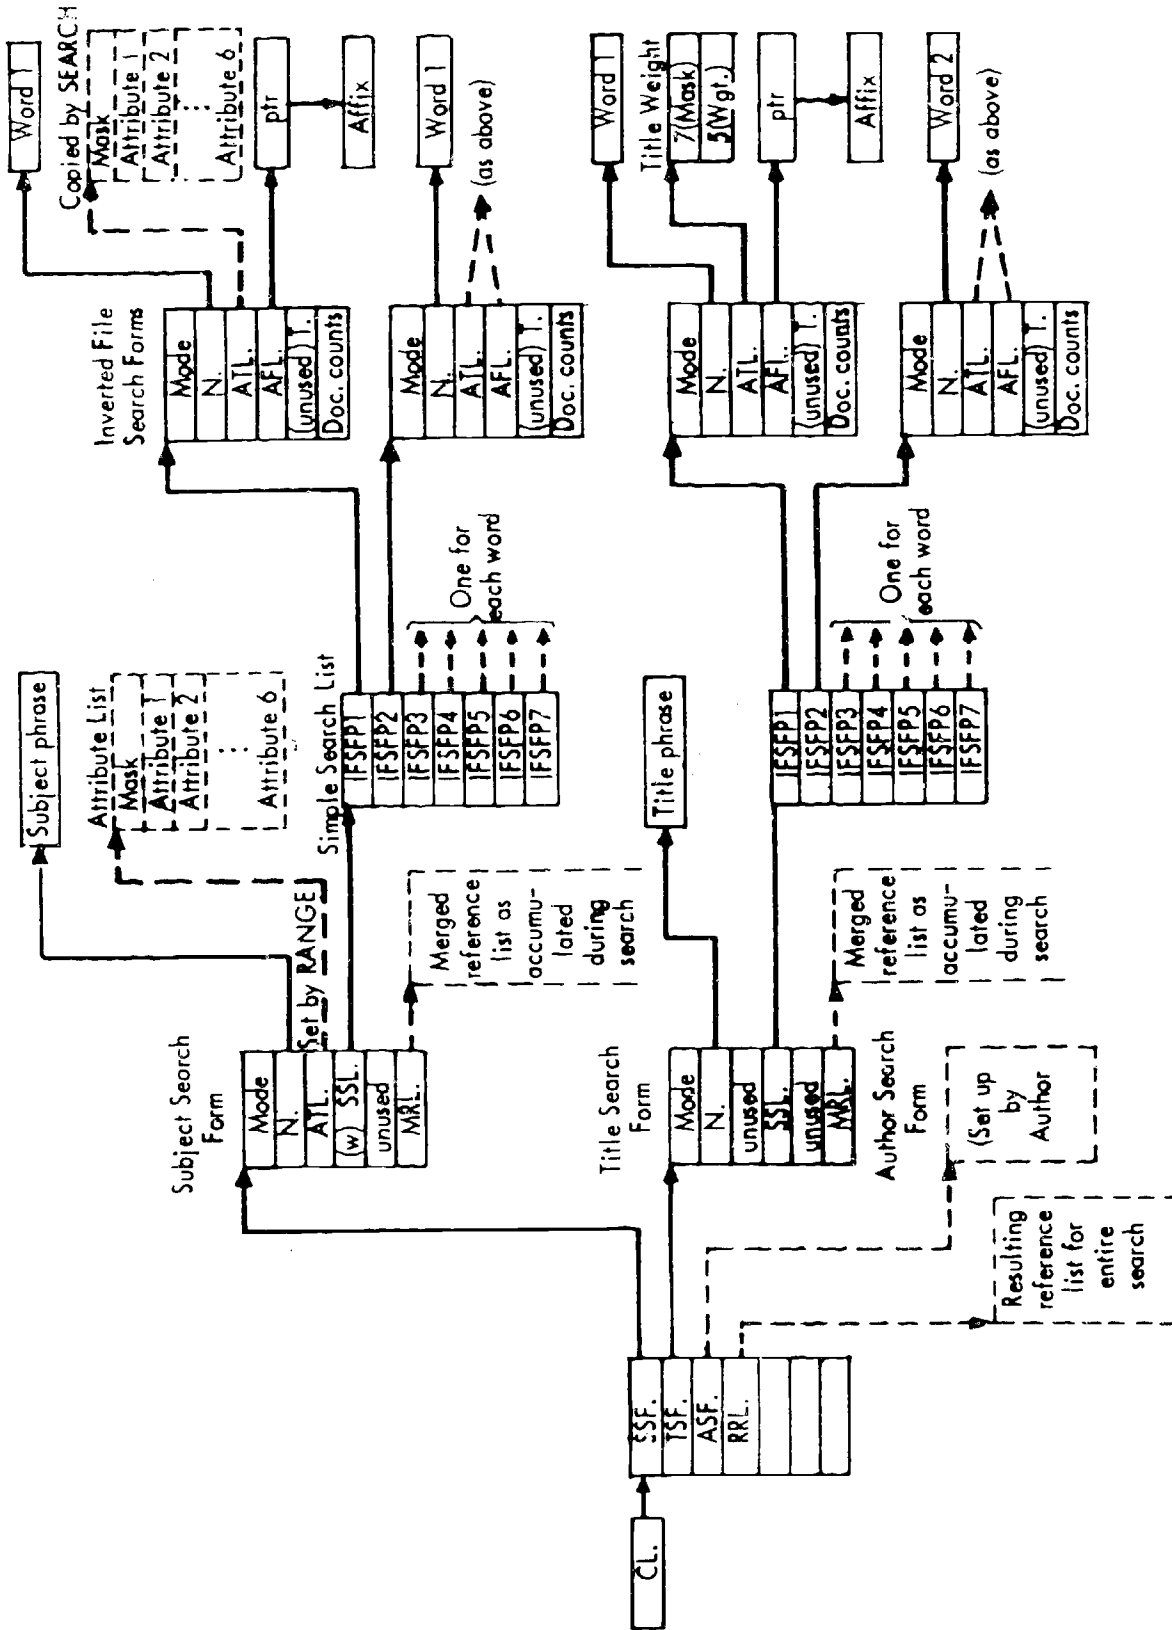 CL.
SSF.
TSF.
ASF.
RRL.
Resulting
reference
list for
entire
search
Subject Search
Form
Mode
N.
ATL.
(w) SSL.
unused
MRL.
Set by RANGE
Subject phrase
Attribute List
Mask
Attribute 1
Attribute 2
Attribute 6
Merged
reference
list as
accumu-
lated
during
search
Simple Search List
IFSFP1
IFSFP2
IFSFP3
IFSFP4
IFSFP5
IFSFP6
IFSFP7
One for
each word
Inverted File
Search Forms
Mode
N.
ATL.
AFL.
(unused) T.
Doc. counts
Word 1
Copied by SEARCH
Mask
Attribute 1
Attribute 2
Attribute 6
ptr
Affix
Mode
N.
ATL.
AFL.
(unused) T.
Doc. counts
Word 1
(as above)
Title Search
Form
Mode
N.
unused
SSL.
unused
MRL.
Title phrase
Merged
reference
list as
accumu-
lated
during
search
Author Search
Form
(Set up
by
Author
IFSFP1
IFSFP2
IFSFP3
IFSFP4
IFSFP5
IFSFP6
IFSFP7
One for
each word
Mode
N.
ATL.
AFL.
(unused) T.
Doc. counts
Word 1
Title Weight
7(Mask)
5(Wgt.)
ptr
Affix
Mode
N.
ATL.
AFL.
(unused) T.
Doc. counts
Word 2
(as above)